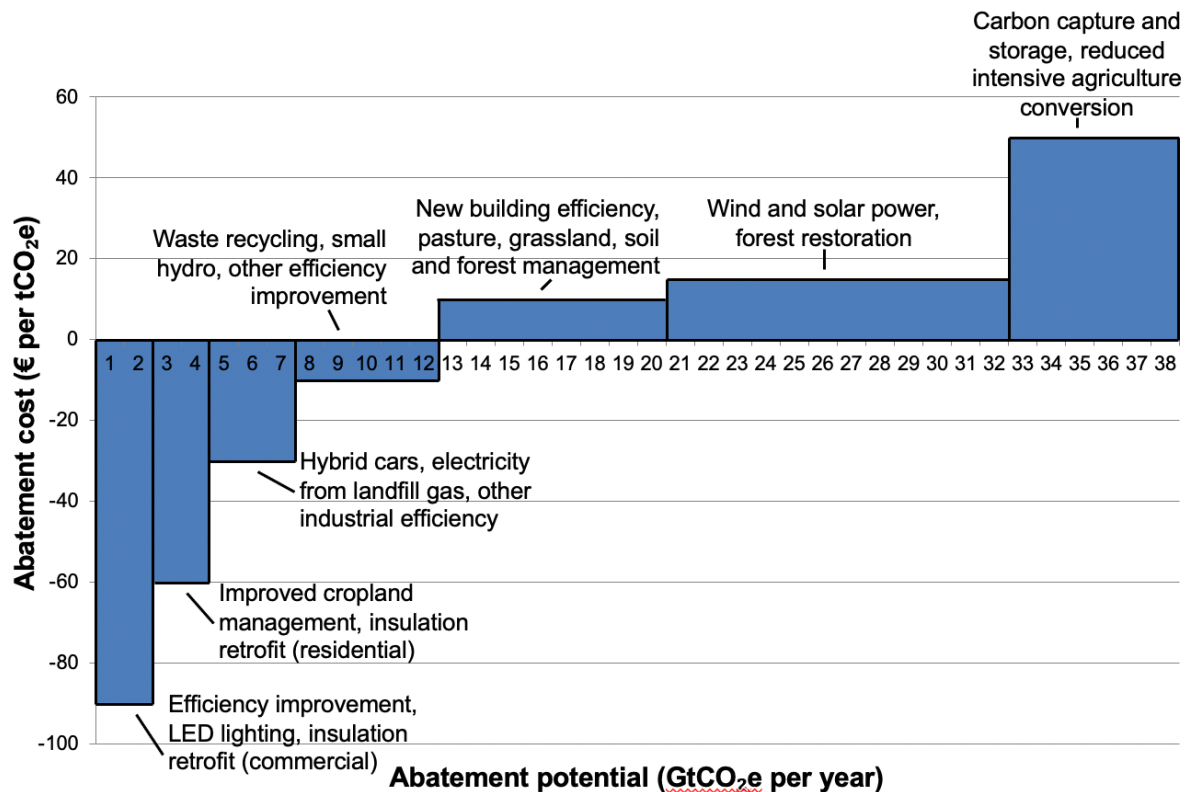 Carbon capture and
storage, reduced
intensive agriculture
conversion
60
40
20
0
-20
-40
-60
-80
-100
Abatement cost (€ per tCO₂e)
Waste recycling, small
hydro, other efficiency
improvement
New building efficiency,
pasture, grassland, soil
and forest management
Wind and solar power,
forest restoration
1 2 3 4 5 6 7 8 9 10 11 12 13 14 15 16 17 18 19 20 21 22 23 24 25 26 27 28 29 30 31 32 33 34 35 36 37 38
Hybrid cars, electricity
from landfill gas, other
industrial efficiency
Improved cropland
management, insulation
retrofit (residential)
Efficiency improvement,
LED lighting, insulation
retrofit (commercial)
Abatement potential (GtCO₂e per year)